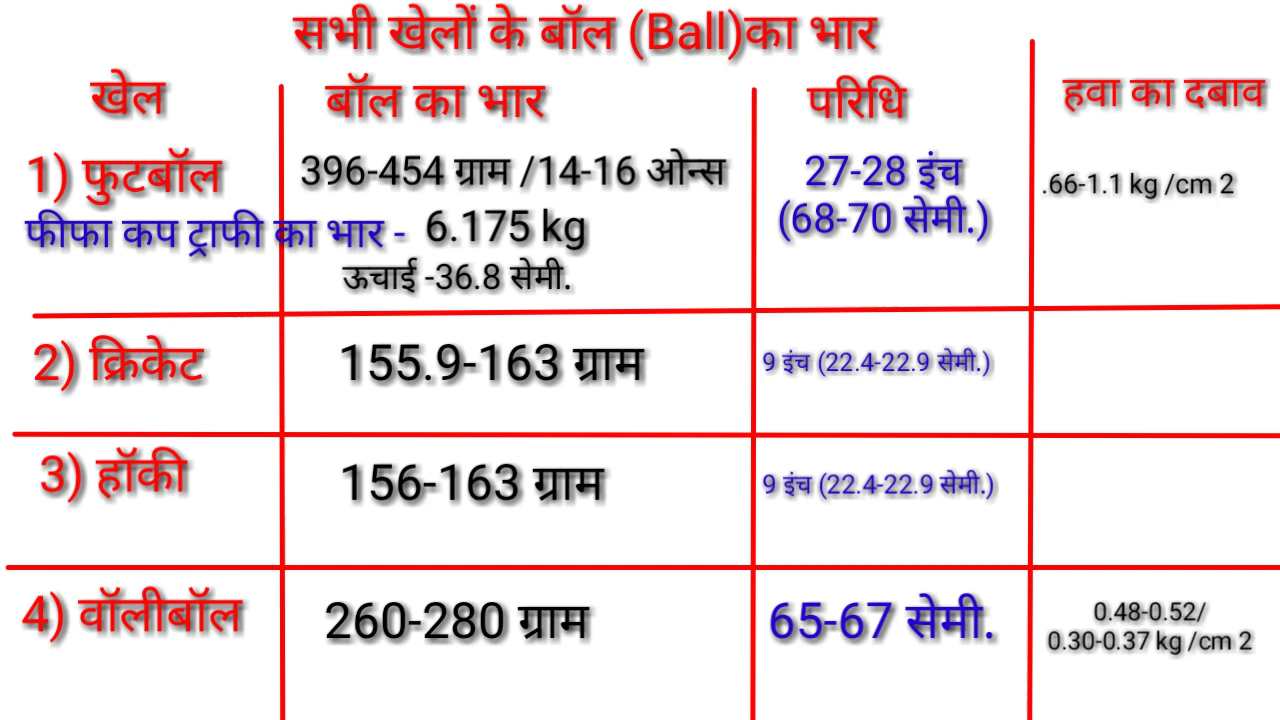 सभी खेलों के बॉल (Ball)का भार
खेल बॉल का भार परिधि हवा का दबाव
1) फुटबॉल 396-454 ग्राम /14-16 ओन्स 27-28 इंच .66-1.1 kg /cm 2
(68-70 सेमी.)
फीफा कप ट्राफी का भार - 6.175 kg
ऊचाई -36.8 सेमी.
2) क्रिकेट 155.9-163 ग्राम 9 इंच (22.4-22.9 सेमी.)
3) हॉकी 156-163 ग्राम 9 इंच (22.4-22.9 सेमी.)
4) वॉलीबॉल 260-280 ग्राम 65-67 सेमी. 0.48-0.52/
0.30-0.37 kg /cm 2